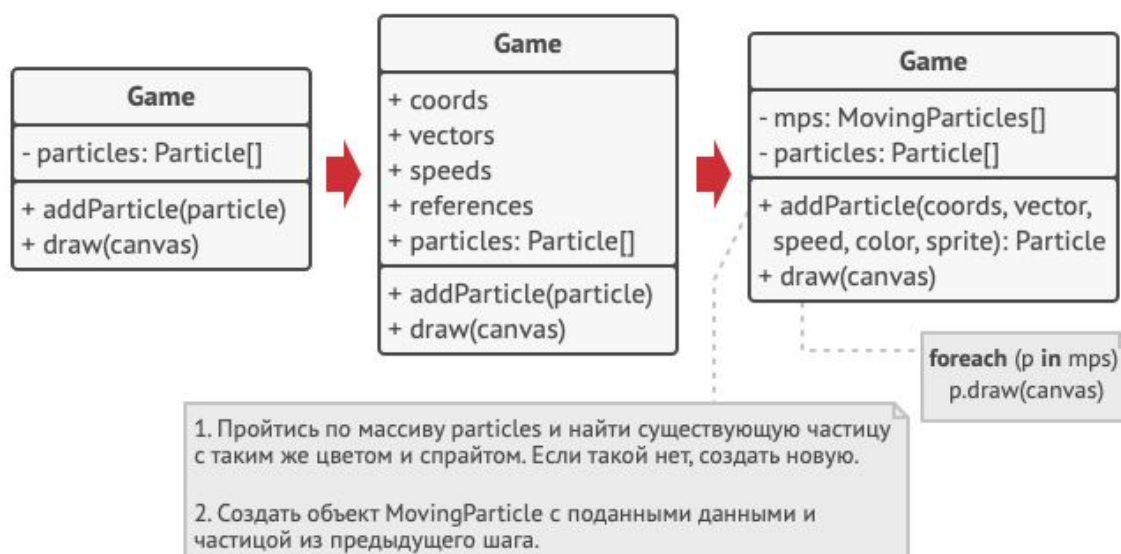 Game
- particles: Particle[]
+ addParticle(particle)
+ draw(canvas)
Game
+ coords
+ vectors
+ speeds
+ references
+ particles: Particle[]
+ addParticle(particle)
+ draw(canvas)
Game
- mps: MovingParticles[]
- particles: Particle[]
+ addParticle(coords, vector,
speed, color, sprite): Particle
+ draw(canvas)
foreach (p in mps)
p.draw(canvas)
1. Пройтись по массиву particles и найти существующую частицу
с таким же цветом и спрайтом. Если такой нет, создать новую.
2. Создать объект MovingParticle с поданными данными и
частицой из предыдущего шага.